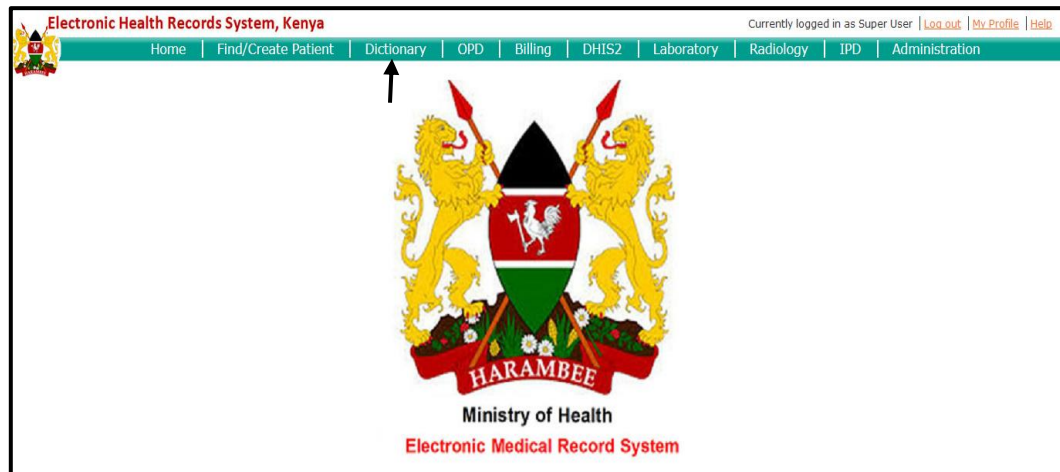 Electronic Health Records System, Kenya
Currently logged in as Super User | Log out | My Profile | Help
Home | Find/Create Patient | Dictionary | OPD | Billing | DHIS2 | Laboratory | Radiology | IPD | Administration
HARAMBEE
Ministry of Health
Electronic Medical Record System